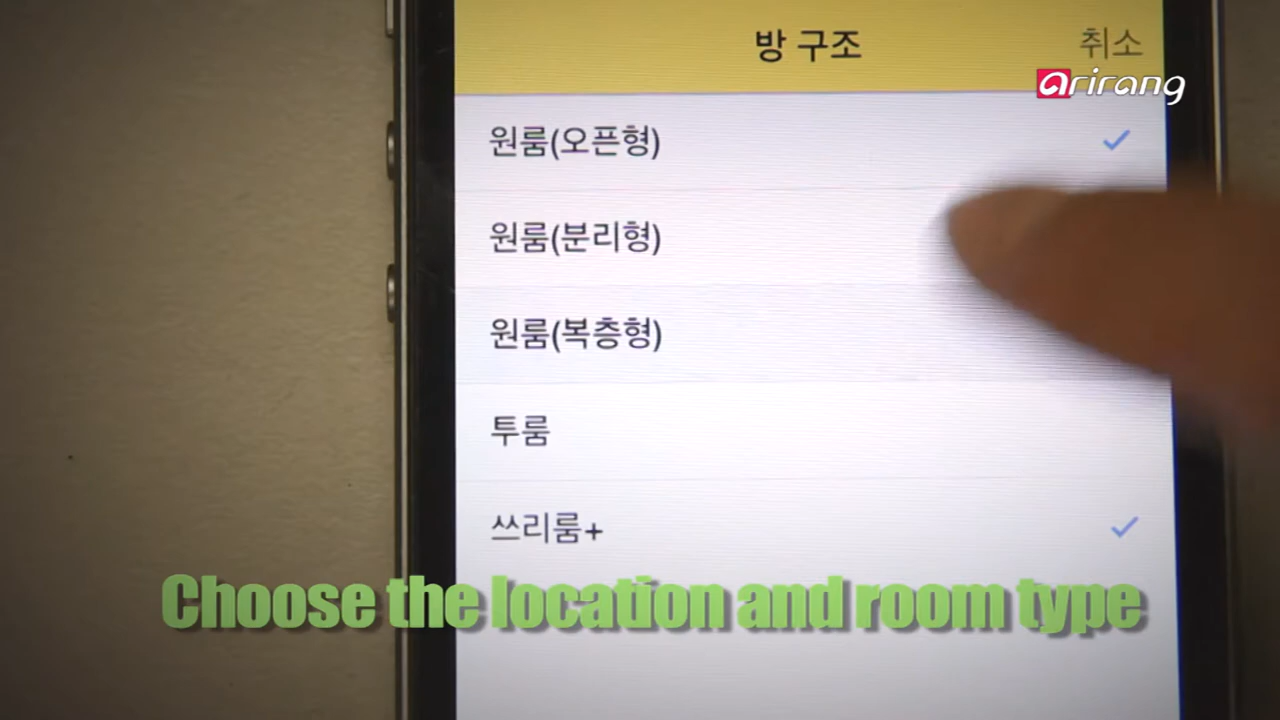 방 구조
취소
arirang
원룸(오픈형)
원룸(분리형)
원룸(복층형)
투룸
쓰리룸+
Choose the location and room type